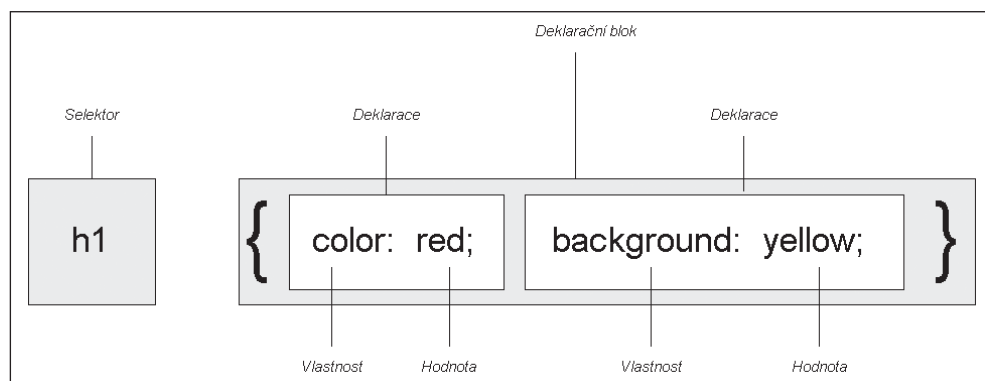 Deklarační blok
Selektor
Deklarace
Deklarace
h1
{ color: red; background: yellow; }
Vlastnost
Hodnota
Vlastnost
Hodnota